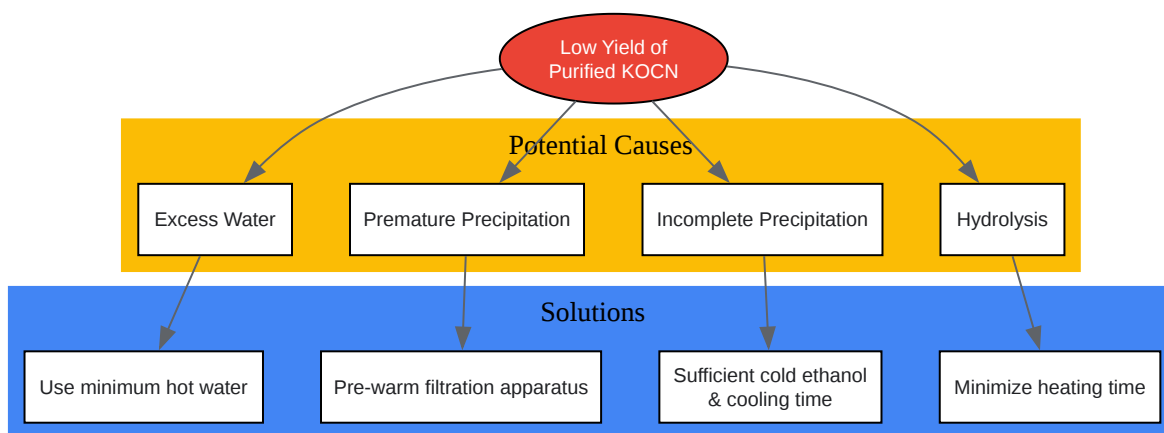 Low Yield of
Purified KOCN
Potential Causes
Excess Water
Premature Precipitation
Incomplete Precipitation
Hydrolysis
Solutions
Use minimum hot water
Pre-warm filtration apparatus
Sufficient cold ethanol
& cooling time
Minimize heating time